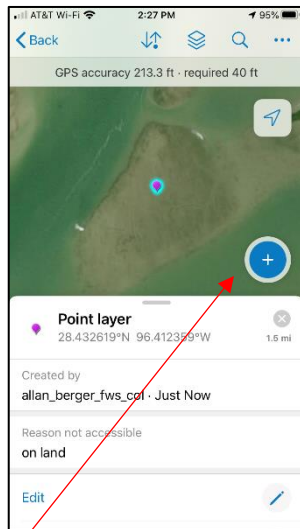 AT&T Wi-Fi 2:27 PM 95%
Back
GPS accuracy 213.3 ft · required 40 ft
+
Point layer
28.432619°N 96.412359°W 1.5 mi
Created by
allan_berger_fws_col · Just Now
Reason not accessible
on land
Edit